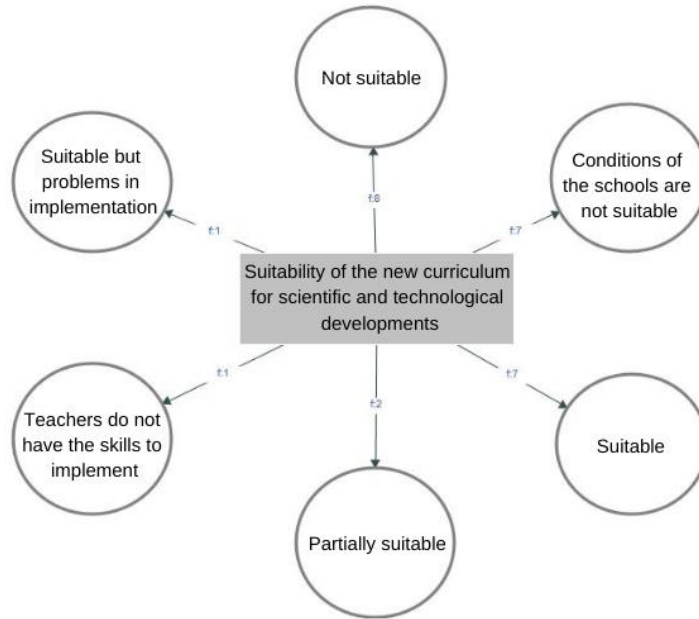 Not suitable
Suitable but
problems in
implementation
Conditions of
the schools are
not suitable
f:8
f:1
f:7
Suitability of the new curriculum
for scientific and technological
developments
f:1
f:2
f:7
Teachers do not
have the skills to
implement
Suitable
Partially suitable